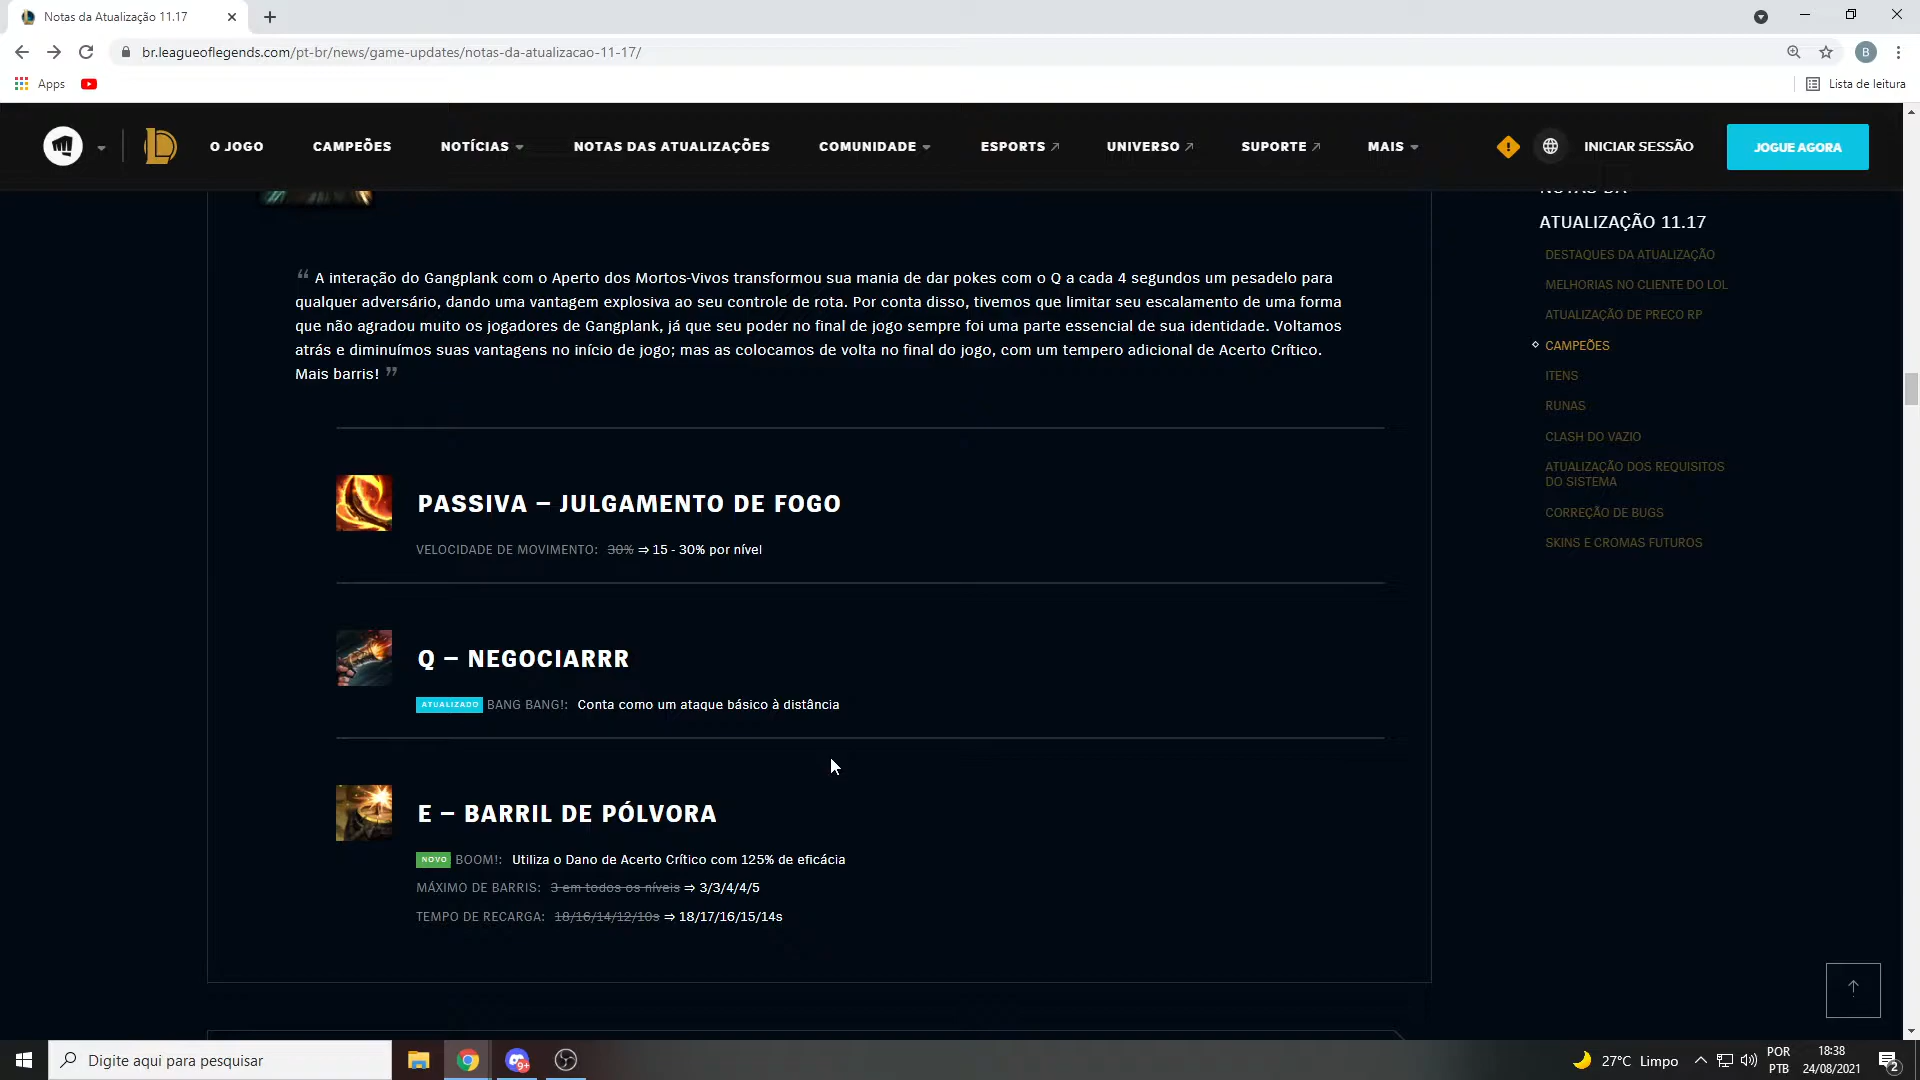 Notas da Atualização 11.17
br.leagueoflegends.com/pt-br/news/game-updates/notas-da-atualizacao-11-17/
B
Apps
Lista de leitura
O JOGO
CAMPEÕES
NOTÍCIAS
NOTAS DAS ATUALIZAÇÕES
COMUNIDADE
ESPORTS
UNIVERSO
SUPORTE
MAIS
INICIAR SESSÃO
JOGUE AGORA
“ A interação do Gangplank com o Aperto dos Mortos-Vivos transformou sua mania de dar pokes com o Q a cada 4 segundos um pesadelo para
qualquer adversário, dando uma vantagem explosiva ao seu controle de rota. Por conta disso, tivemos que limitar seu escalamento de uma forma
que não agradou muito os jogadores de Gangplank, já que seu poder no final de jogo sempre foi uma parte essencial de sua identidade. Voltamos
atrás e diminuímos suas vantagens no início de jogo; mas as colocamos de volta no final do jogo, com um tempero adicional de Acerto Crítico.
Mais barris! ”
PASSIVA – JULGAMENTO DE FOGO
VELOCIDADE DE MOVIMENTO: 30% ⇒ 15 - 30% por nível
Q – NEGOCIARRR
ATUALIZADO BANG BANG!: Conta como um ataque básico à distância
E – BARRIL DE PÓLVORA
NOVO BOOM!: Utiliza o Dano de Acerto Crítico com 125% de eficácia
MÁXIMO DE BARRIS: 3 em todos os níveis ⇒ 3/3/4/4/5
TEMPO DE RECARGA: 18/16/14/12/10s ⇒ 18/17/16/15/14s
NOTAS DA
ATUALIZAÇÃO 11.17
DESTAQUES DA ATUALIZAÇÃO
MELHORIAS NO CLIENTE DO LOL
ATUALIZAÇÃO DE PREÇO RP
CAMPEÕES
ITENS
RUNAS
CLASH DO VAZIO
ATUALIZAÇÃO DOS REQUISITOS
DO SISTEMA
CORREÇÃO DE BUGS
SKINS E CROMAS FUTUROS
Digite aqui para pesquisar
9+
27°C Limpo
POR
PTB
18:38
24/08/2021
2